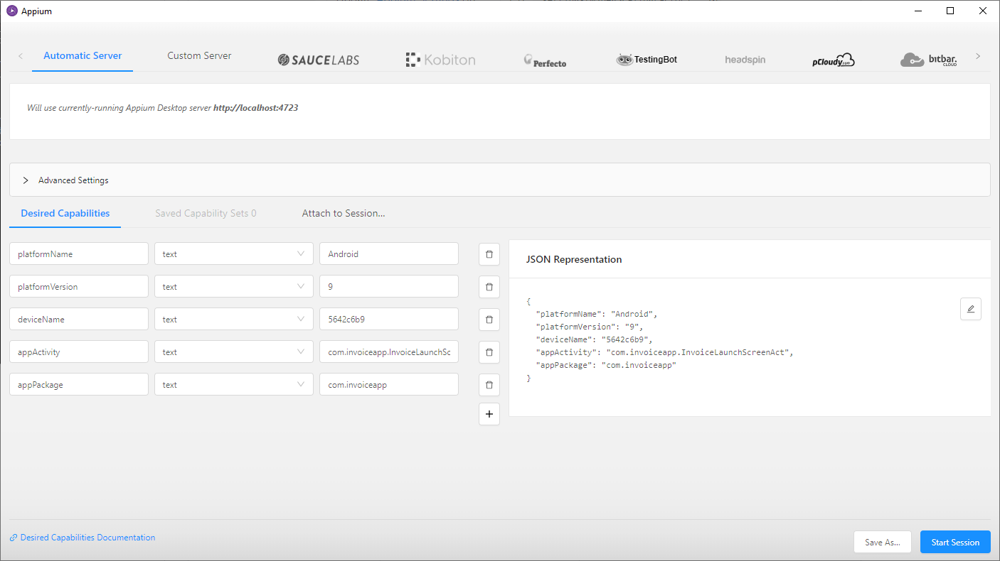 Appium
Automatic Server
Custom Server
SAUCE LABS
Kobiton
Perfecto
TestingBot
headspin
pCloudy.com
bitbar.
CLOUD
Will use currently-running Appium Desktop server http://localhost:4723
Advanced Settings
Desired Capabilities
Saved Capability Sets 0
Attach to Session...
platformName
text
Android
platformVersion
text
9
deviceName
text
5642c6b9
appActivity
text
com.invoiceapp.InvoiceLaunchSc
appPackage
text
com.invoiceapp
JSON Representation
{
"platformName": "Android",
"platformVersion": "9",
"deviceName": "5642c6b9",
"appActivity": "com.invoiceapp.InvoiceLaunchScreenAct",
"appPackage": "com.invoiceapp"
}
Desired Capabilities Documentation
Save As...
Start Session